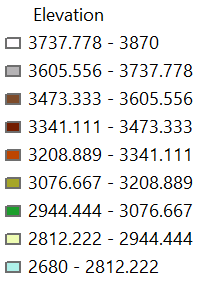 Elevation
3737.778 - 3870
3605.556 - 3737.778
3473.333 - 3605.556
3341.111 - 3473.333
3208.889 - 3341.111
3076.667 - 3208.889
2944.444 - 3076.667
2812.222 - 2944.444
2680 - 2812.222